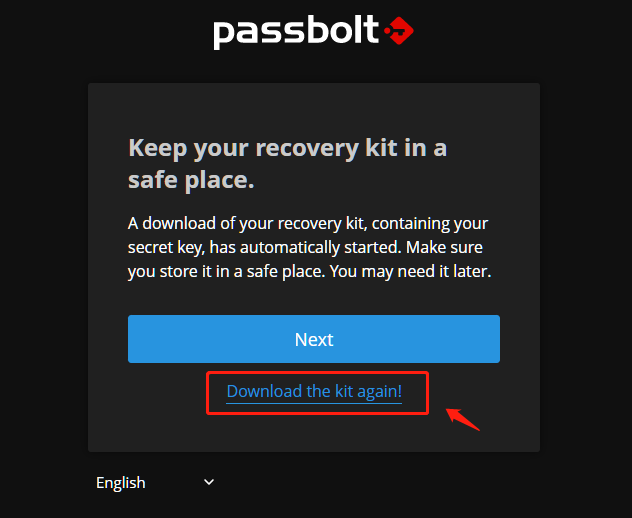 passbolt
Keep your recovery kit in a
safe place.
A download of your recovery kit, containing your
secret key, has automatically started. Make sure
you store it in a safe place. You may need it later.
Next
Download the kit again!
English